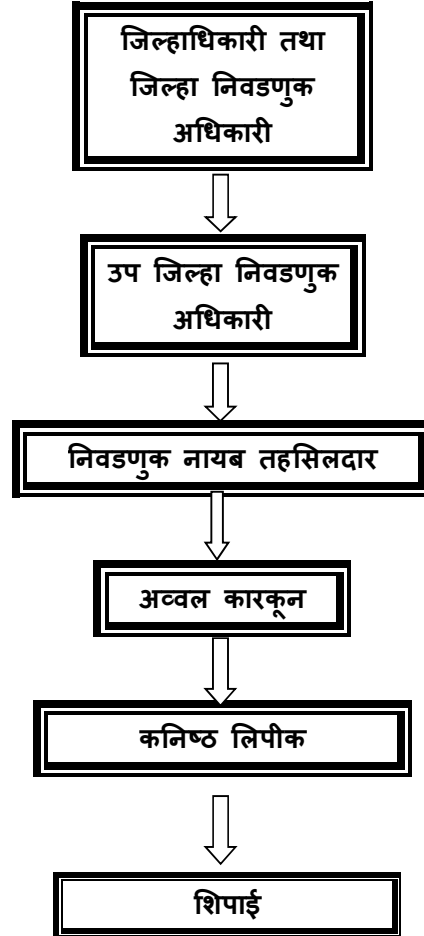 जिल्हाधिकारी तथा
जिल्हा निवडणुक
अधिकारी
उप जिल्हा निवडणुक
अधिकारी
निवडणुक नायब तहसिलदार
अव्वल कारकून
कनिष्ठ लिपीक
शिपाई